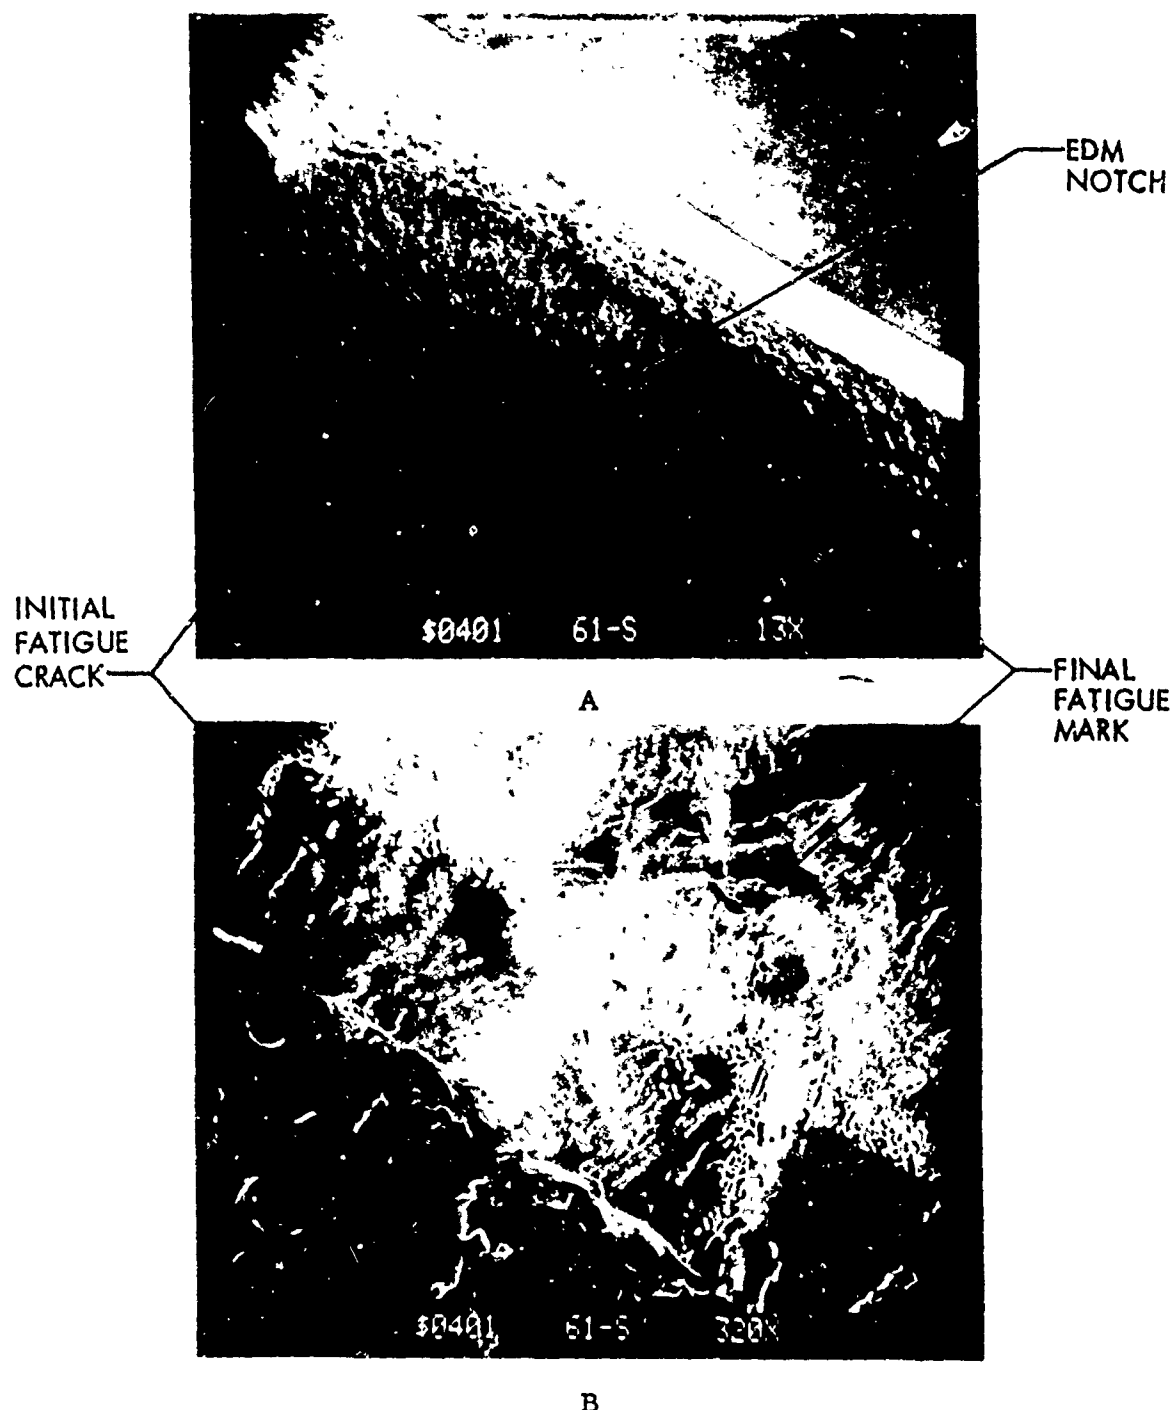 EDM
NOTCH
INITIAL
FATIGUE
CRACK
$0401 61-S 13X
A
FINAL
FATIGUE
MARK
$0401 61-S 320X
B